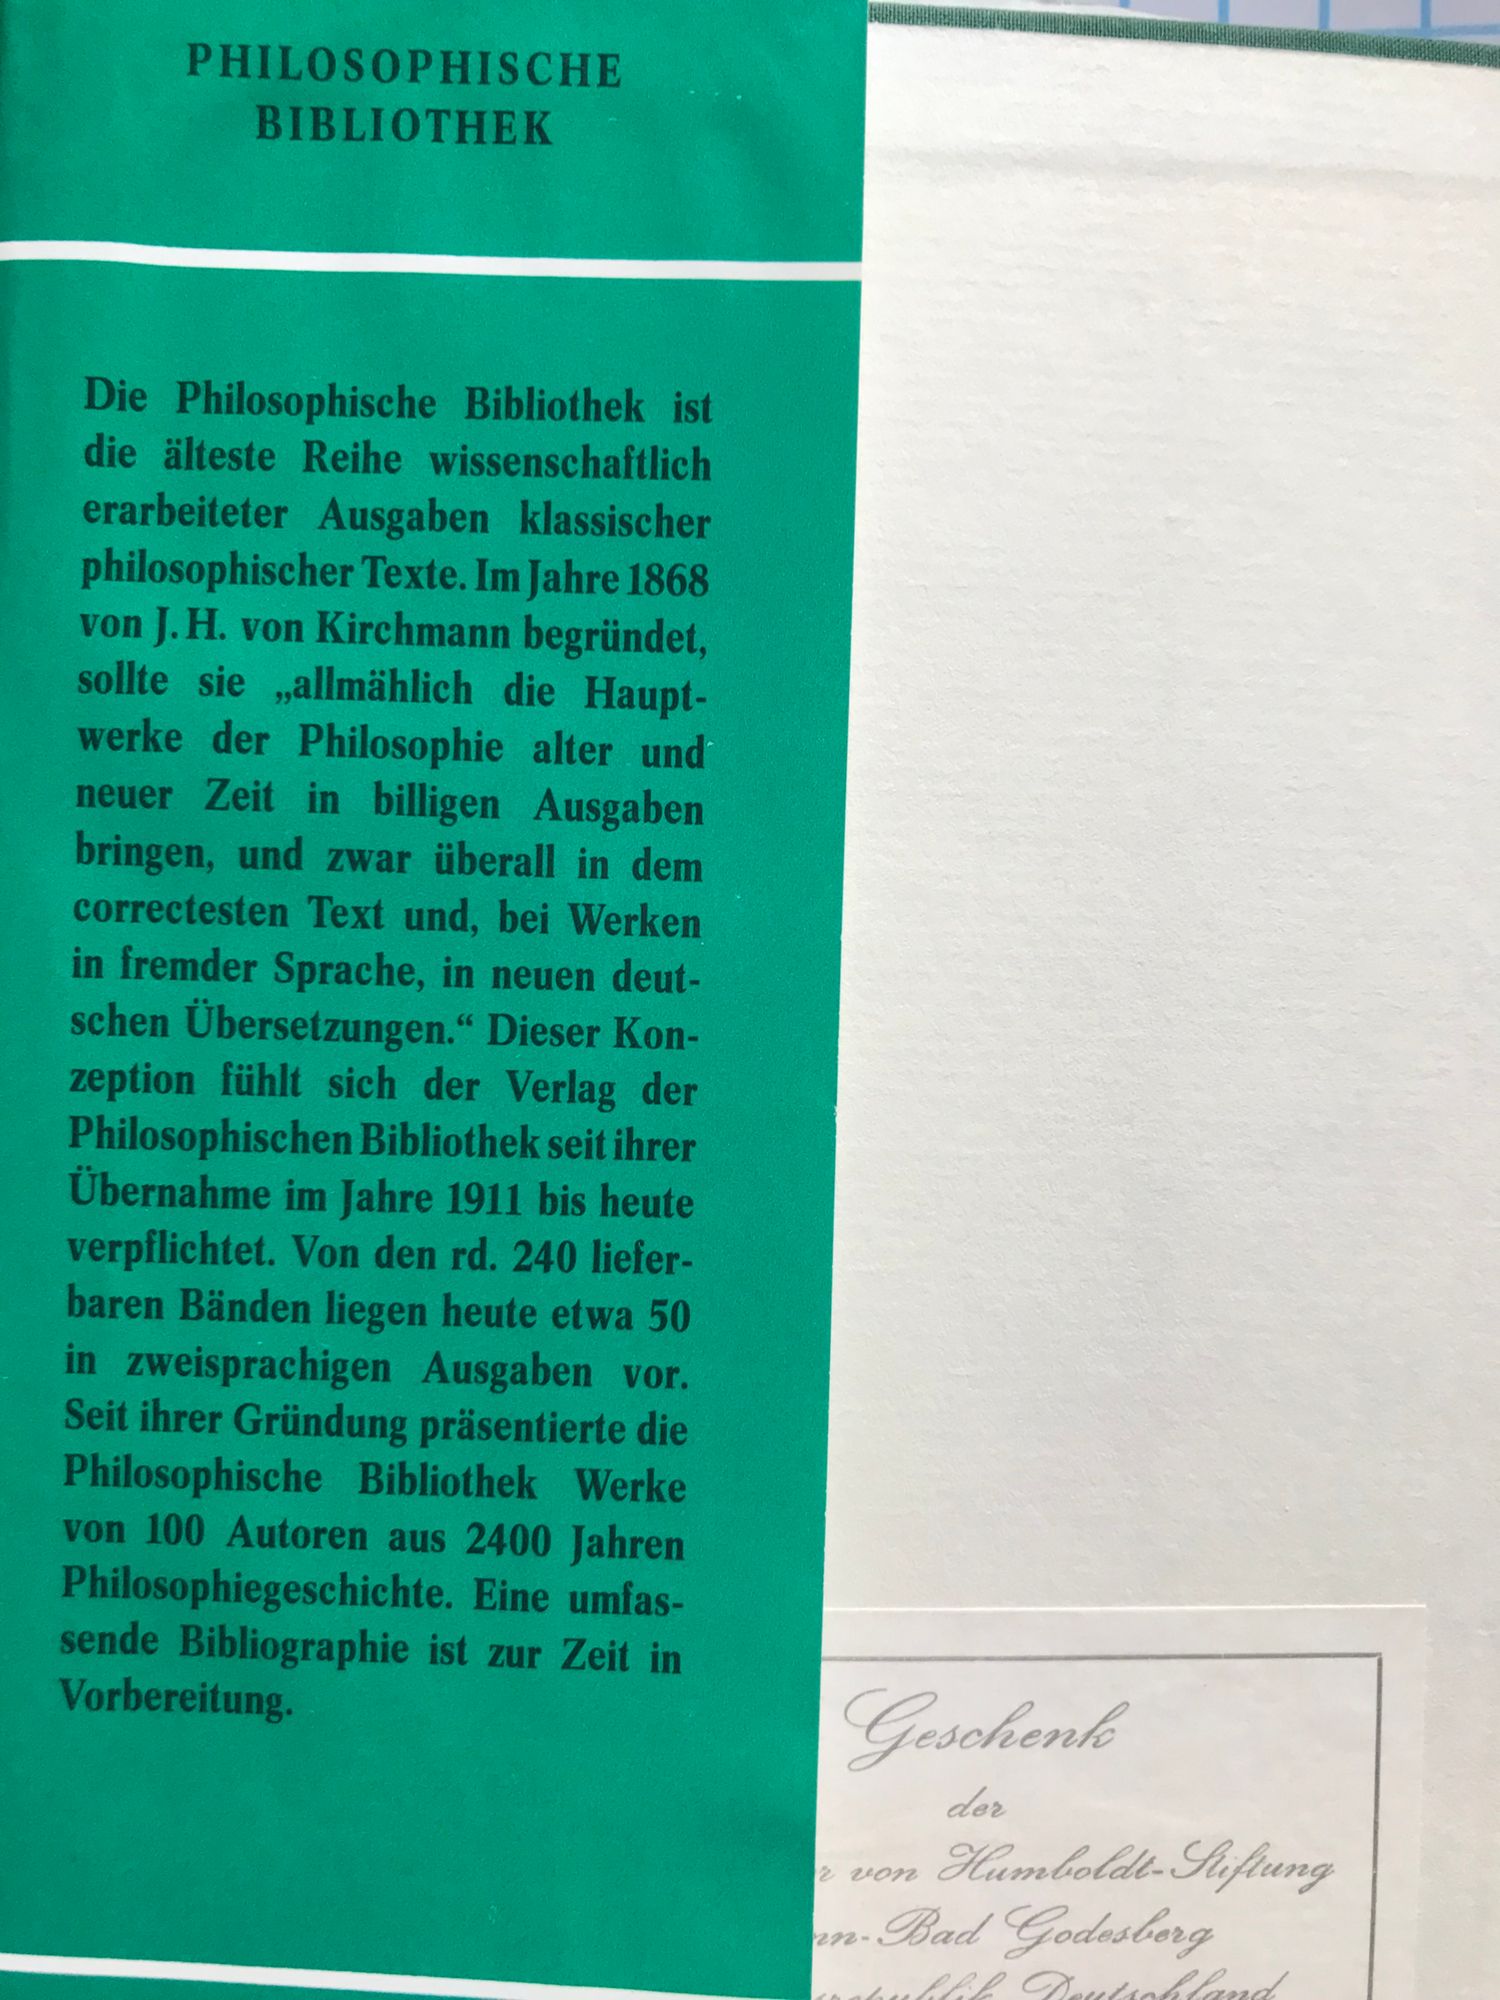 PHILOSOPHISCHE
BIBLIOTHEK
Die Philosophische Bibliothek ist
die älteste Reihe wissenschaftlich
erarbeiteter Ausgaben klassischer
philosophischer Texte. Im Jahre 1868
von J. H. von Kirchmann begründet,
sollte sie „allmählich die Haupt-
werke der Philosophie alter und
neuer Zeit in billigen Ausgaben
bringen, und zwar überall in dem
correctesten Text und, bei Werken
in fremder Sprache, in neuen deut-
schen Übersetzungen.“ Dieser Kon-
zeption fühlt sich der Verlag der
Philosophischen Bibliothek seit ihrer
Übernahme im Jahre 1911 bis heute
verpflichtet. Von den rd. 240 liefer-
baren Bänden liegen heute etwa 50
in zweisprachigen Ausgaben vor.
Seit ihrer Gründung präsentierte die
Philosophische Bibliothek Werke
von 100 Autoren aus 2400 Jahren
Philosophiegeschichte. Eine umfas-
sende Bibliographie ist zur Zeit in
Vorbereitung.
Geschenk
der
von Humboldt-Stiftung
nn-Bad Godesberg
Deutschland